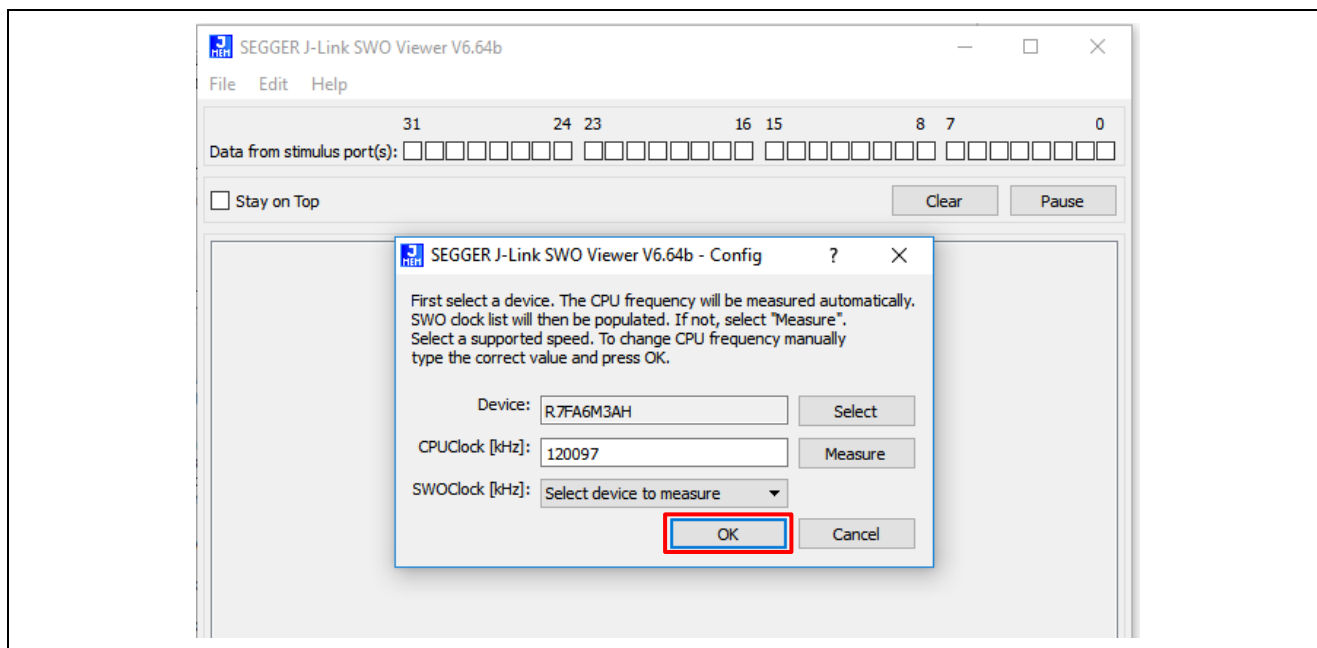 SEGGER J-Link SWO Viewer V6.64b
File Edit Help
31 24 23 16 15 8 7 0
Data from stimulus port(s):
Stay on Top Clear Pause
SEGGER J-Link SWO Viewer V6.64b - Config ?
First select a device. The CPU frequency will be measured automatically.
SWO clock list will then be populated. If not, select "Measure".
Select a supported speed. To change CPU frequency manually
type the correct value and press OK.
Device: R7FA6M3AH Select
CPUClock [kHz]: 120097 Measure
SWOClock [kHz]: Select device to measure
OK Cancel